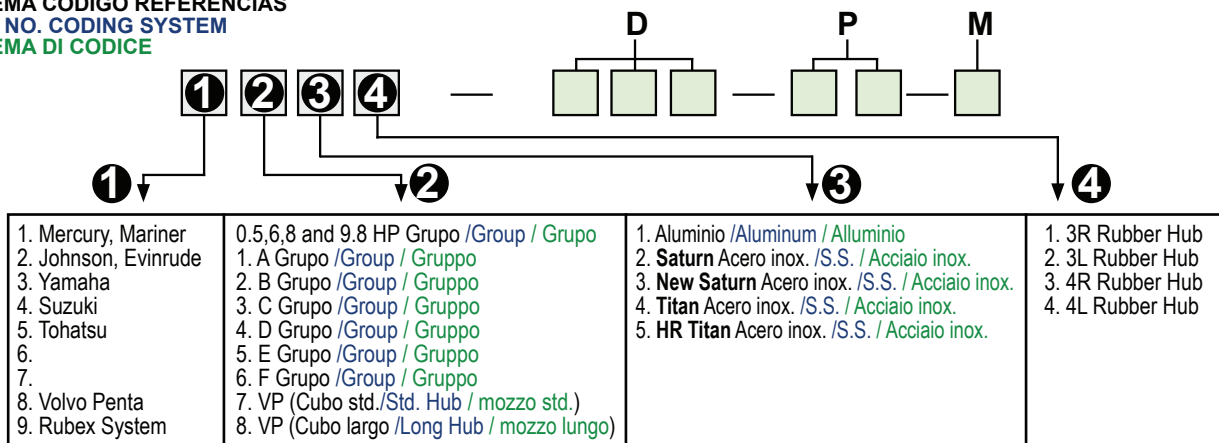 EMA CODIGO REFERENCIAS
NO. CODING SYSTEM
EMA DI CODICE
D P M
1 2 3 4 — — —
1 2 3 4
1. Mercury, Mariner
2. Johnson, Evinrude
3. Yamaha
4. Suzuki
5. Tohatsu
6.
7.
8. Volvo Penta
9. Rubex System
0.5,6,8 and 9.8 HP Grupo /Group / Grupo
1. A Grupo /Group / Gruppo
2. B Grupo /Group / Gruppo
3. C Grupo /Group / Gruppo
4. D Grupo /Group / Gruppo
5. E Grupo /Group / Gruppo
6. F Grupo /Group / Gruppo
7. VP (Cubo std./Std. Hub / mozzo std.)
8. VP (Cubo largo /Long Hub / mozzo lungo)
1. Aluminio /Aluminum / Alluminio
2. Saturn Acero inox. /S.S. / Acciaio inox.
3. New Saturn Acero inox. /S.S. / Acciaio inox.
4. Titan Acero inox. /S.S. / Acciaio inox.
5. HR Titan Acero inox. /S.S. / Acciaio inox.
1. 3R Rubber Hub
2. 3L Rubber Hub
3. 4R Rubber Hub
4. 4L Rubber Hub